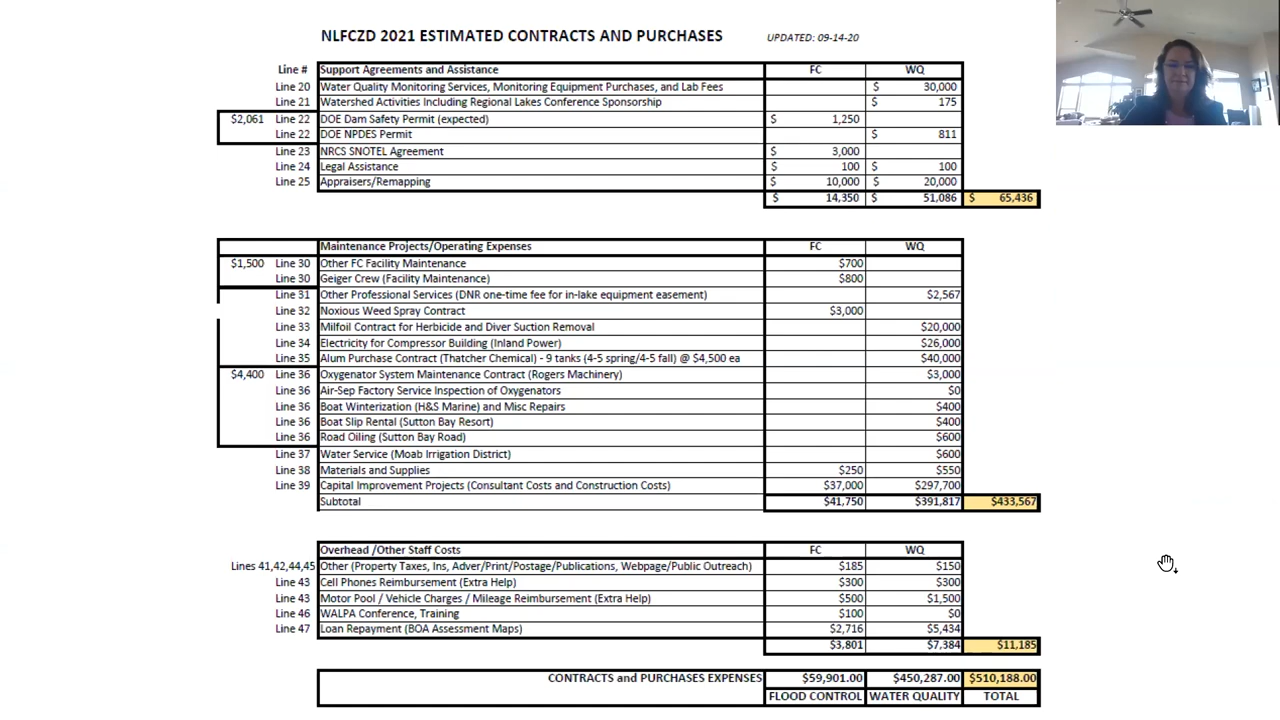 NLFCZD 2021 ESTIMATED CONTRACTS AND PURCHASES UPDATED: 09-14-20
Line # Support Agreements and Assistance FC WQ
Line 20 Water Quality Monitoring Services, Monitoring Equipment Purchases, and Lab Fees $ 30,000
Line 21 Watershed Activities Including Regional Lakes Conference Sponsorship $ 175
$2,061 Line 22 DOE Dam Safety Permit (expected) $ 1,250
Line 22 DOE NPDES Permit $ 811
Line 23 NRCS SNOTEL Agreement $ 3,000
Line 24 Legal Assistance $ 100 $ 100
Line 25 Appraisers/Remapping $ 10,000 $ 20,000
$ 14,350 $ 51,086 $ 65,436
Maintenance Projects/Operating Expenses FC WQ
$1,500 Line 30 Other FC Facility Maintenance $700
Line 30 Geiger Crew (Facility Maintenance) $800
Line 31 Other Professional Services (DNR one-time fee for in-lake equipment easement) $2,567
Line 32 Noxious Weed Spray Contract $3,000
Line 33 Milfoil Contract for Herbicide and Diver Suction Removal $20,000
Line 34 Electricity for Compressor Building (Inland Power) $26,000
Line 35 Alum Purchase Contract (Thatcher Chemical) - 9 tanks (4-5 spring/4-5 fall) @ $4,500 ea $40,000
$4,400 Line 36 Oxygenator System Maintenance Contract (Rogers Machinery) $3,000
Line 36 Air-Sep Factory Service Inspection of Oxygenators $0
Line 36 Boat Winterization (H&S Marine) and Misc Repairs $400
Line 36 Boat Slip Rental (Sutton Bay Resort) $400
Line 36 Road Oiling (Sutton Bay Road) $600
Line 37 Water Service (Moab Irrigation District) $600
Line 38 Materials and Supplies $250 $550
Line 39 Capital Improvement Projects (Consultant Costs and Construction Costs) $37,000 $297,700
Subtotal $41,750 $391,817 $433,567
Overhead /Other Staff Costs FC WQ
Lines 41,42,44,45 Other (Property Taxes, Ins, Adver/Print/Postage/Publications, Webpage/Public Outreach) $185 $150
Line 43 Cell Phones Reimbursement (Extra Help) $300 $300
Line 43 Motor Pool / Vehicle Charges / Mileage Reimbursement (Extra Help) $500 $1,500
Line 46 WALPA Conference, Training $100 $0
Line 47 Loan Repayment (BOA Assessment Maps) $2,716 $5,434
$3,801 $7,384 $11,185
CONTRACTS and PURCHASES EXPENSES $59,901.00 $450,287.00 $510,188.00
FLOOD CONTROL WATER QUALITY TOTAL